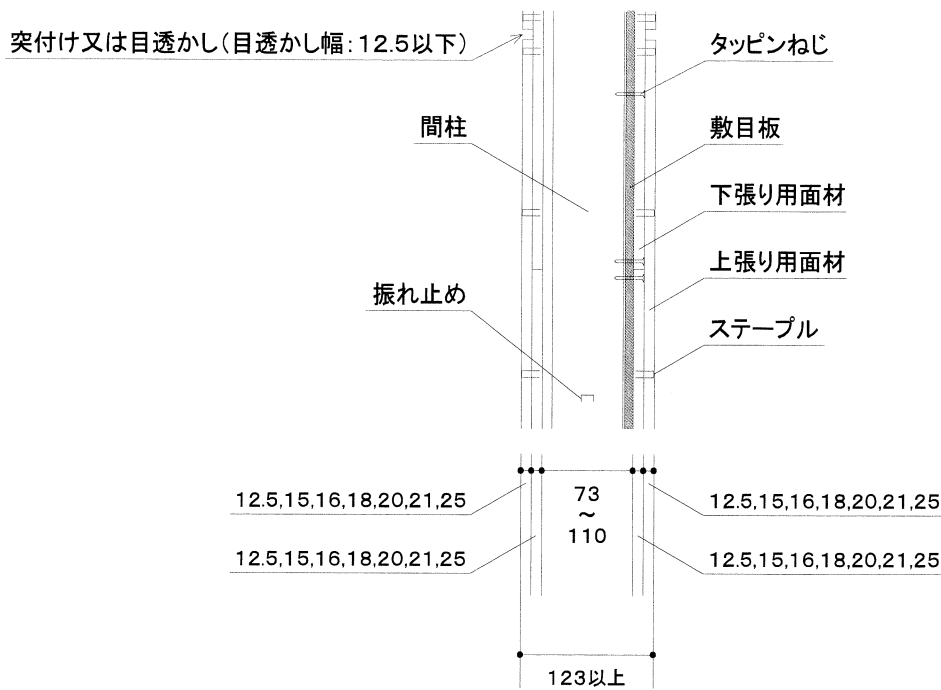 突付け又は目透かし(目透かし幅:12.5以下)
タッピンねじ
間柱
敷目板
下張り用面材
上張り用面材
振れ止め
ステープル
12.5,15,16,18,20,21,25
73
~
110
12.5,15,16,18,20,21,25
12.5,15,16,18,20,21,25
12.5,15,16,18,20,21,25
123以上